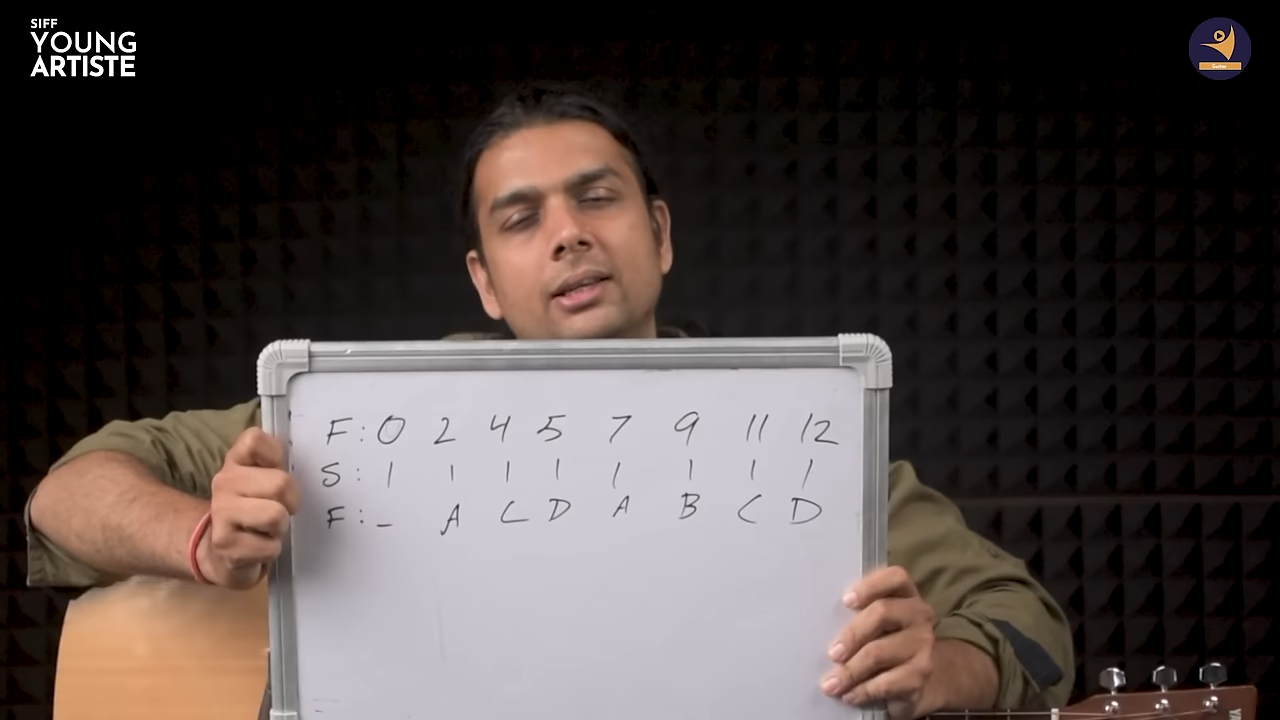 SIFF
YOUNG
ARTISTE
Guitar
F: 0 2 4 5 7 9 11 12
S: 1 1 1 1 1 1 1 1
F: - A C D A B C D